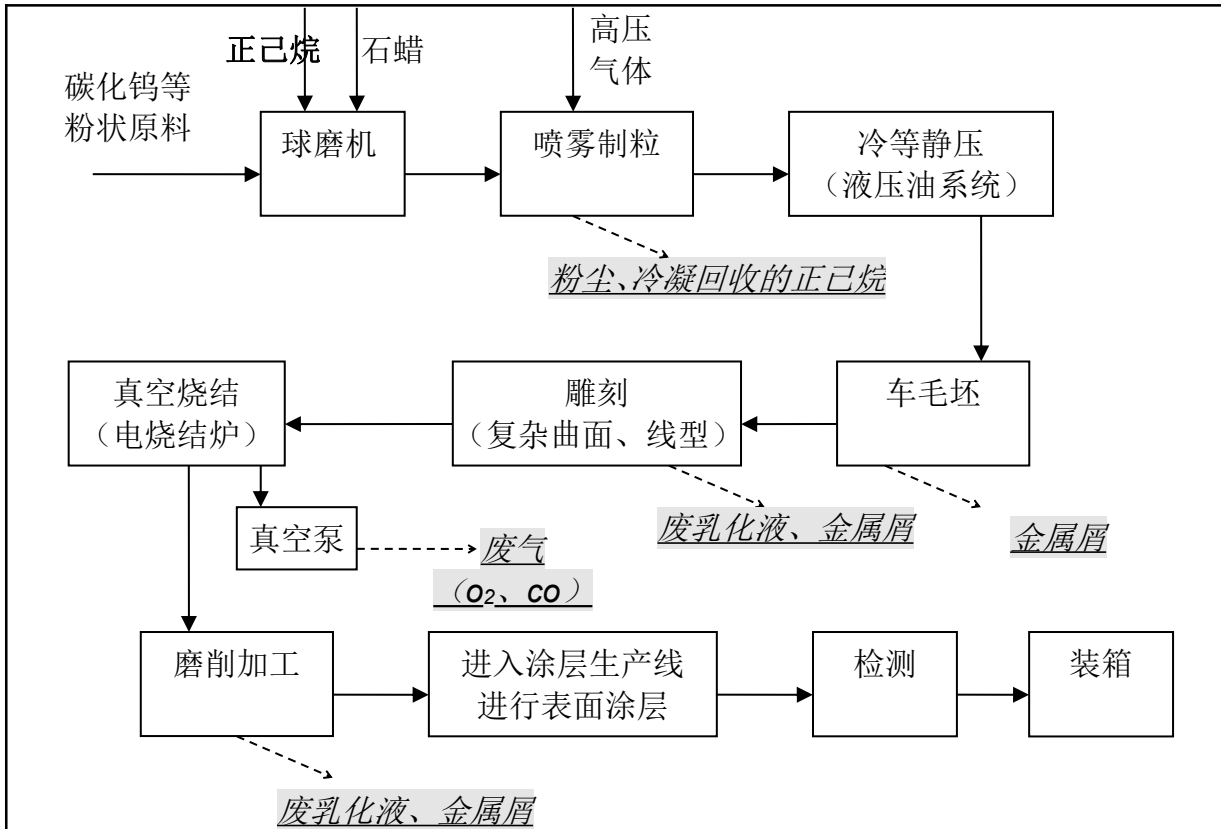 正己烷
石蜡
高压
气体
碳化钨等
粉状原料
球磨机
喷雾制粒
冷等静压
（液压油系统）
粉尘、冷凝回收的正己烷
真空烧结
（电烧结炉）
雕刻
（复杂曲面、线型）
车毛坯
真空泵
废气
（O₂、CO）
废乳化液、金属屑
金属屑
磨削加工
进入涂层生产线
进行表面涂层
检测
装箱
废乳化液、金属屑